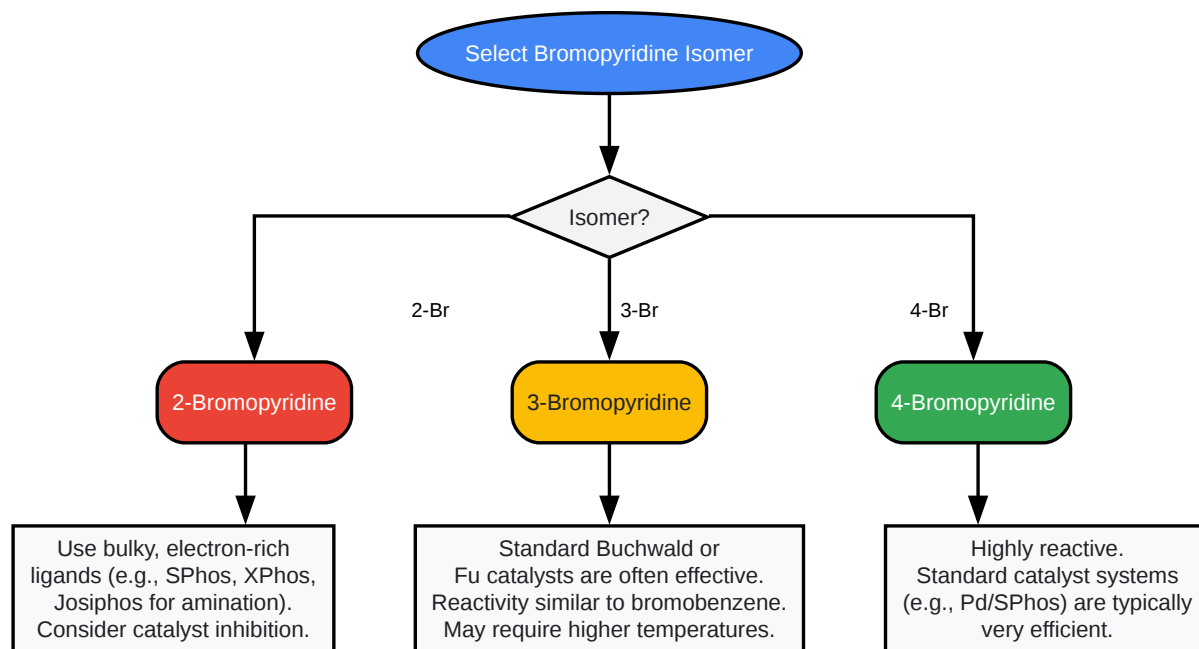 Select Bromopyridine Isomer
Isomer?
2-Br
3-Br
4-Br
2-Bromopyridine
3-Bromopyridine
4-Bromopyridine
Use bulky, electron-rich
ligands (e.g., SPhos, XPhos,
Josiphos for amination).
Consider catalyst inhibition.
Standard Buchwald or
Fu catalysts are often effective.
Reactivity similar to bromobenzene.
May require higher temperatures.
Highly reactive.
Standard catalyst systems
(e.g., Pd/SPhos) are typically
very efficient.